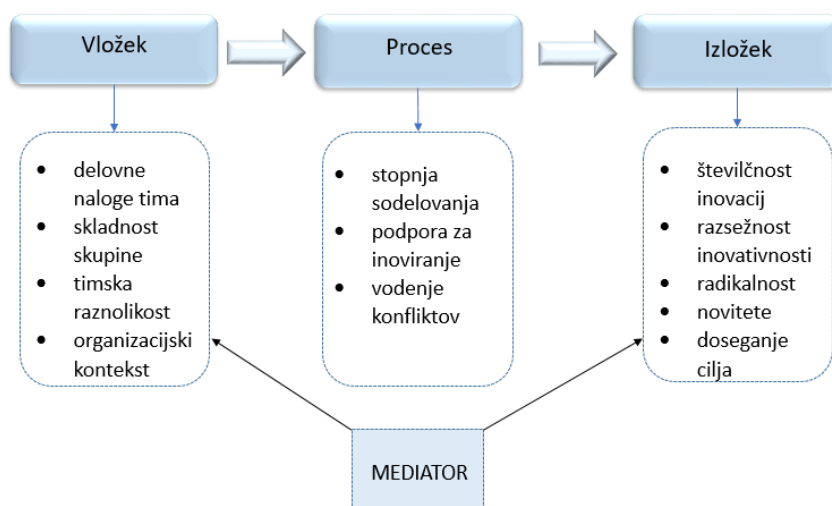 Vložek
Proces
Izložek
• delovne
naloge tima
• skladnost
skupine
• timska
raznolikost
• organizacijski
kontekst
• stopnja
sodelovanja
• podpora za
inoviranje
• vodenje
konfliktov
• številčnost
inovacij
• razsežnost
inovativnosti
• radikalnost
• novitete
• doseganje
cilja
MEDIATOR